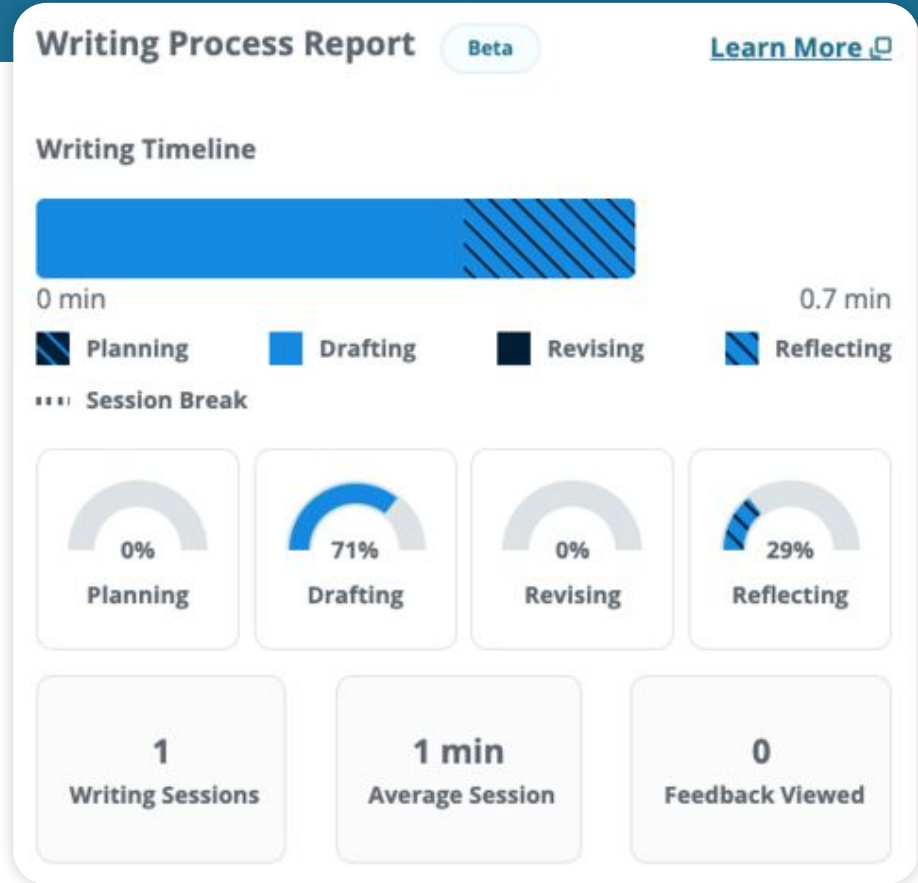 Writing Process Report Beta Learn More
Writing Timeline
0 min 0.7 min
Planning Drafting Revising Reflecting
Session Break
0% 71% 0% 29%
Planning Drafting Revising Reflecting
1 1 min 0
Writing Sessions Average Session Feedback Viewed